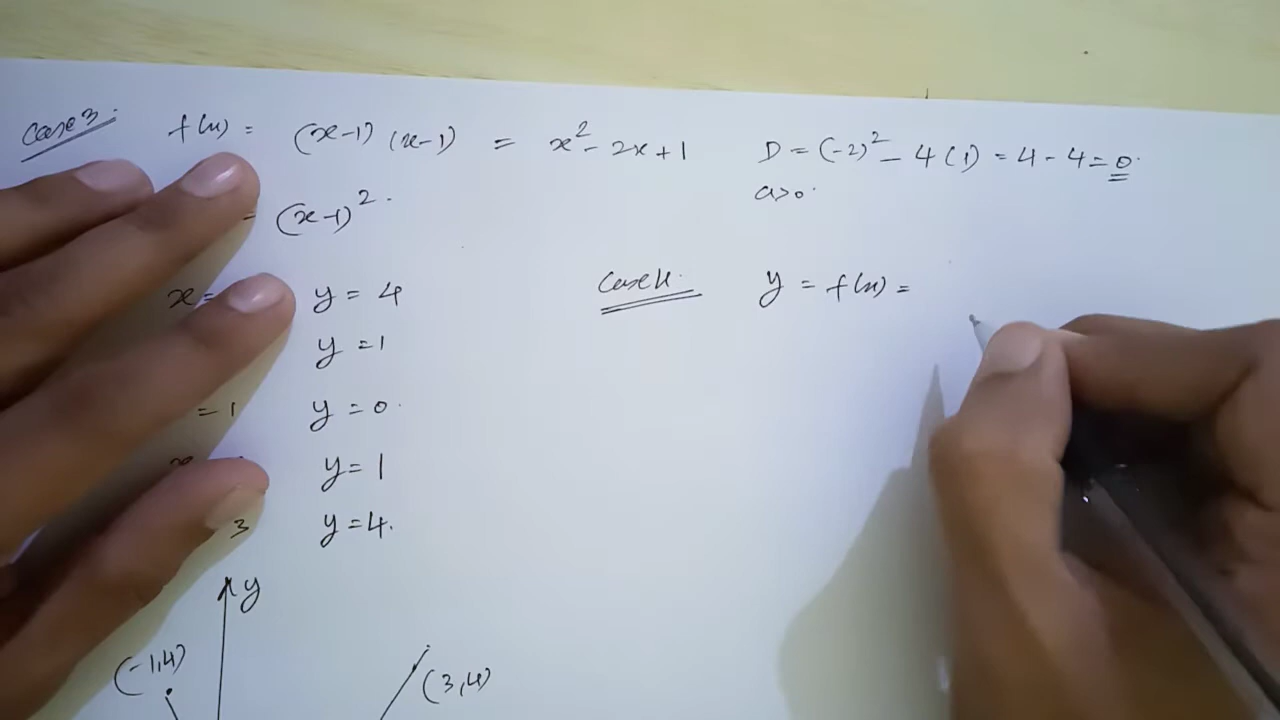 Case 3. f(x) = (x-1) (x-1) = x² - 2x + 1 D = (-2)² - 4(1) = 4 - 4 = 0.
a>0.
= (x-1)².
x= y = 4
y = 1
= 1 y = 0.
y = 1
3 y = 4.
Case 4. y = f(x) =
y
(-1,4)
(3,4)